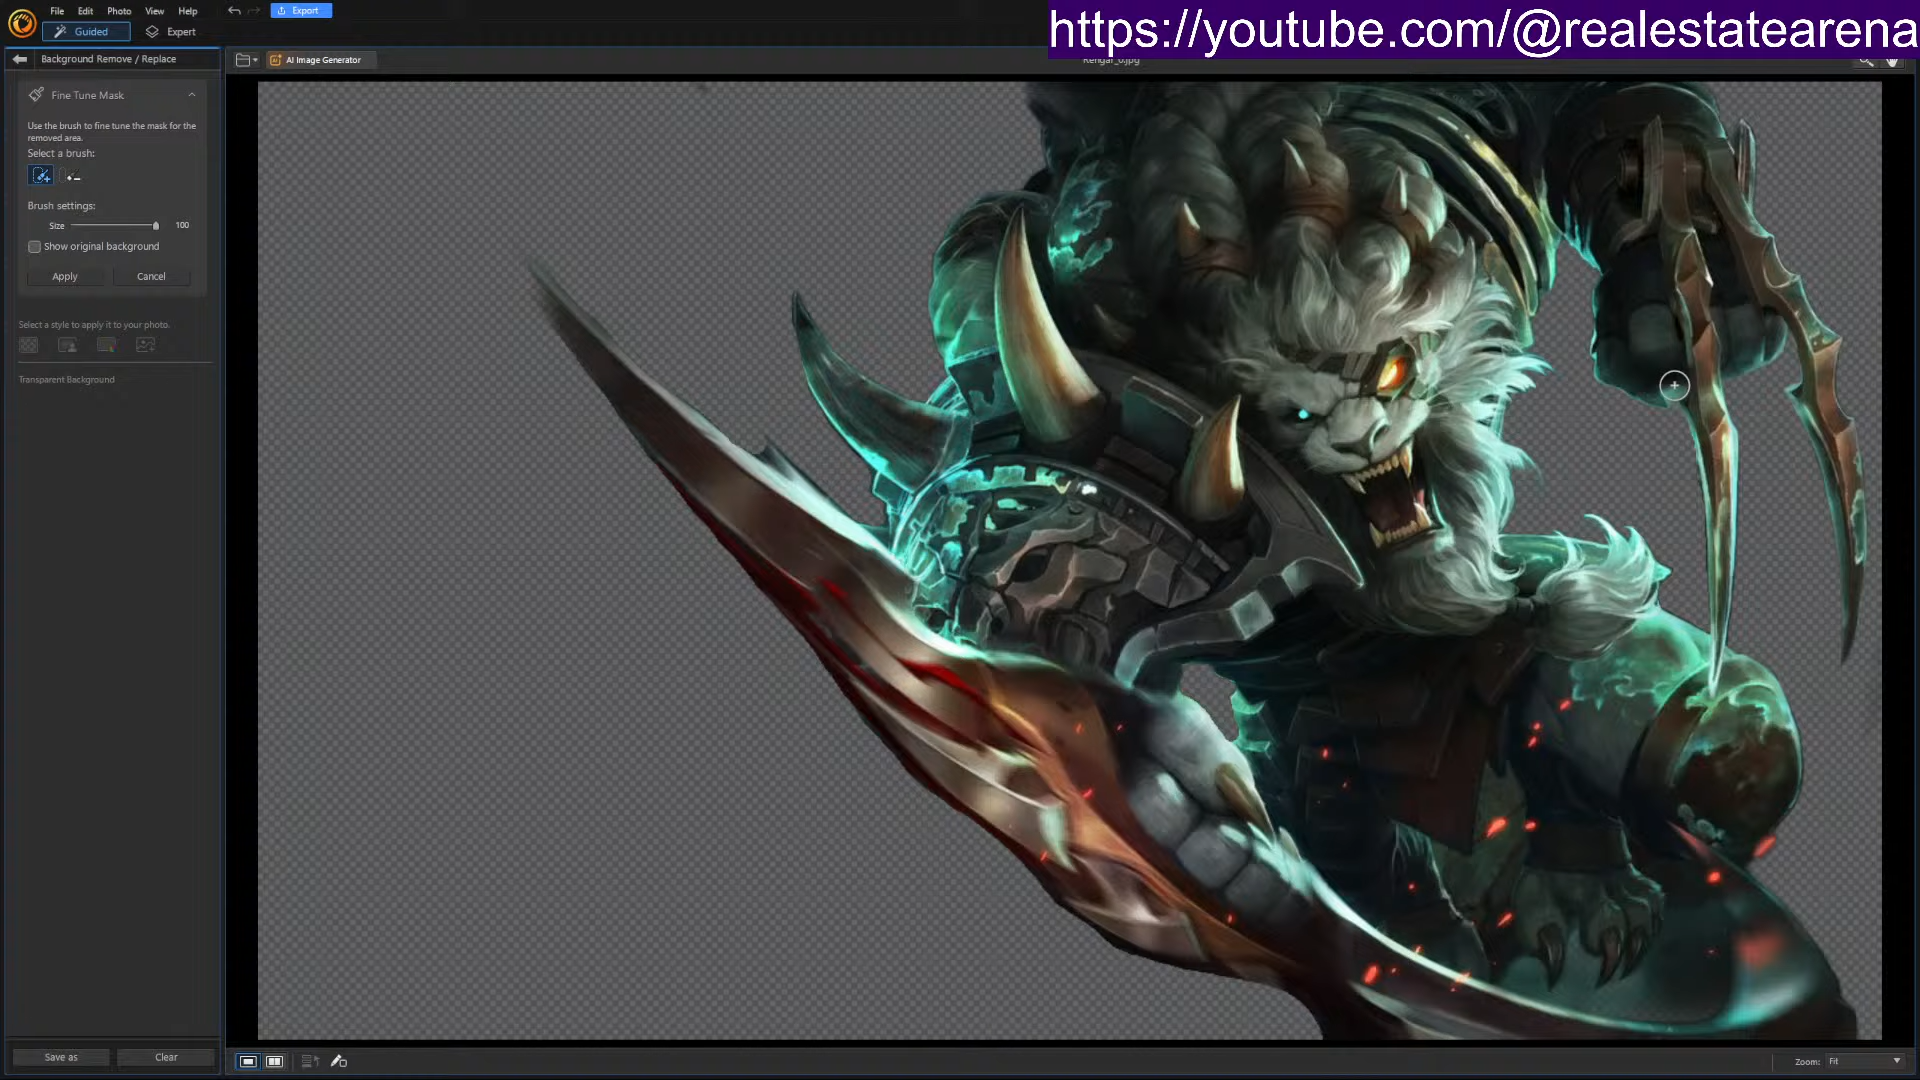 File Edit Photo View Help Export
https://youtube.com/@realestatearena
Guided Expert
Background Remove / Replace
AI Image Generator
Rengar_0.jpg
Fine Tune Mask
Use the brush to fine tune the mask for the
removed area.
Select a brush:
Brush settings:
Size 100
Show original background
Apply Cancel
Select a style to apply it to your photo.
Transparent Background
Save as Clear
Zoom: Fit